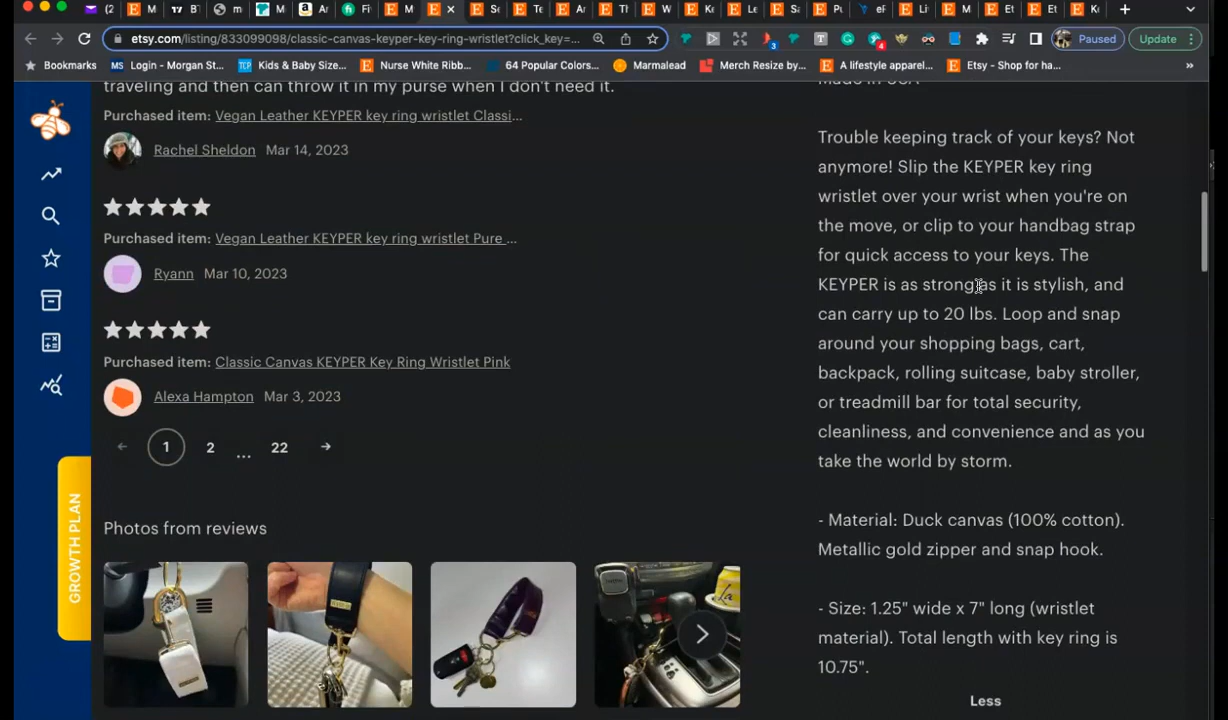 M
Fi
M
etsy.com/listing/833099098/classic-canvas-keyper-key-ring-wristlet?click_key=...
Paused
Update
Bookmarks
Login - Morgan St...
Kids & Baby Size...
Nurse White Ribb...
64 Popular Colors...
Marmalead
Merch Resize by...
A lifestyle apparel...
Etsy - Shop for ha...
»
traveling and then can throw it in my purse when I don't need it.
Purchased item: Vegan Leather KEYPER key ring wristlet Classi...
Rachel Sheldon Mar 14, 2023
Purchased item: Vegan Leather KEYPER key ring wristlet Pure ...
Ryann Mar 10, 2023
Purchased item: Classic Canvas KEYPER Key Ring Wristlet Pink
Alexa Hampton Mar 3, 2023
1 2 ... 22
Photos from reviews
GROWTH PLAN
Made in USA
Trouble keeping track of your keys? Not
anymore! Slip the KEYPER key ring
wristlet over your wrist when you're on
the move, or clip to your handbag strap
for quick access to your keys. The
KEYPER is as strong as it is stylish, and
can carry up to 20 lbs. Loop and snap
around your shopping bags, cart,
backpack, rolling suitcase, baby stroller,
or treadmill bar for total security,
cleanliness, and convenience and as you
take the world by storm.
- Material: Duck canvas (100% cotton).
Metallic gold zipper and snap hook.
- Size: 1.25" wide x 7" long (wristlet
material). Total length with key ring is
10.75".
Less